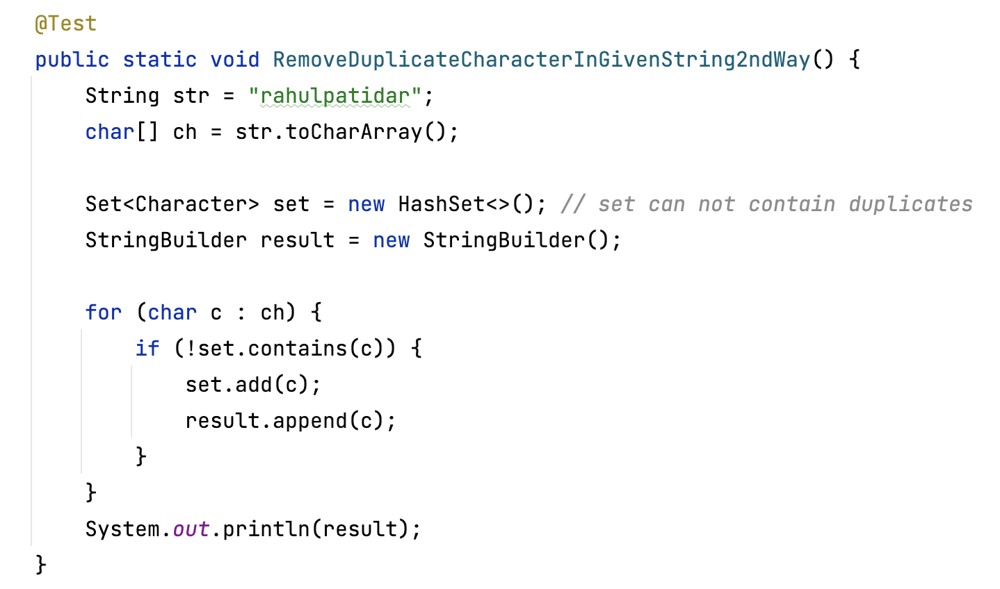 @Test
public static void RemoveDuplicateCharacterInGivenString2ndWay() {
    String str = "rahulpatidar";
    char[] ch = str.toCharArray();

    Set<Character> set = new HashSet<>(); // set can not contain duplicates
    StringBuilder result = new StringBuilder();

    for (char c : ch) {
        if (!set.contains(c)) {
            set.add(c);
            result.append(c);
        }
    }
    System.out.println(result);
}